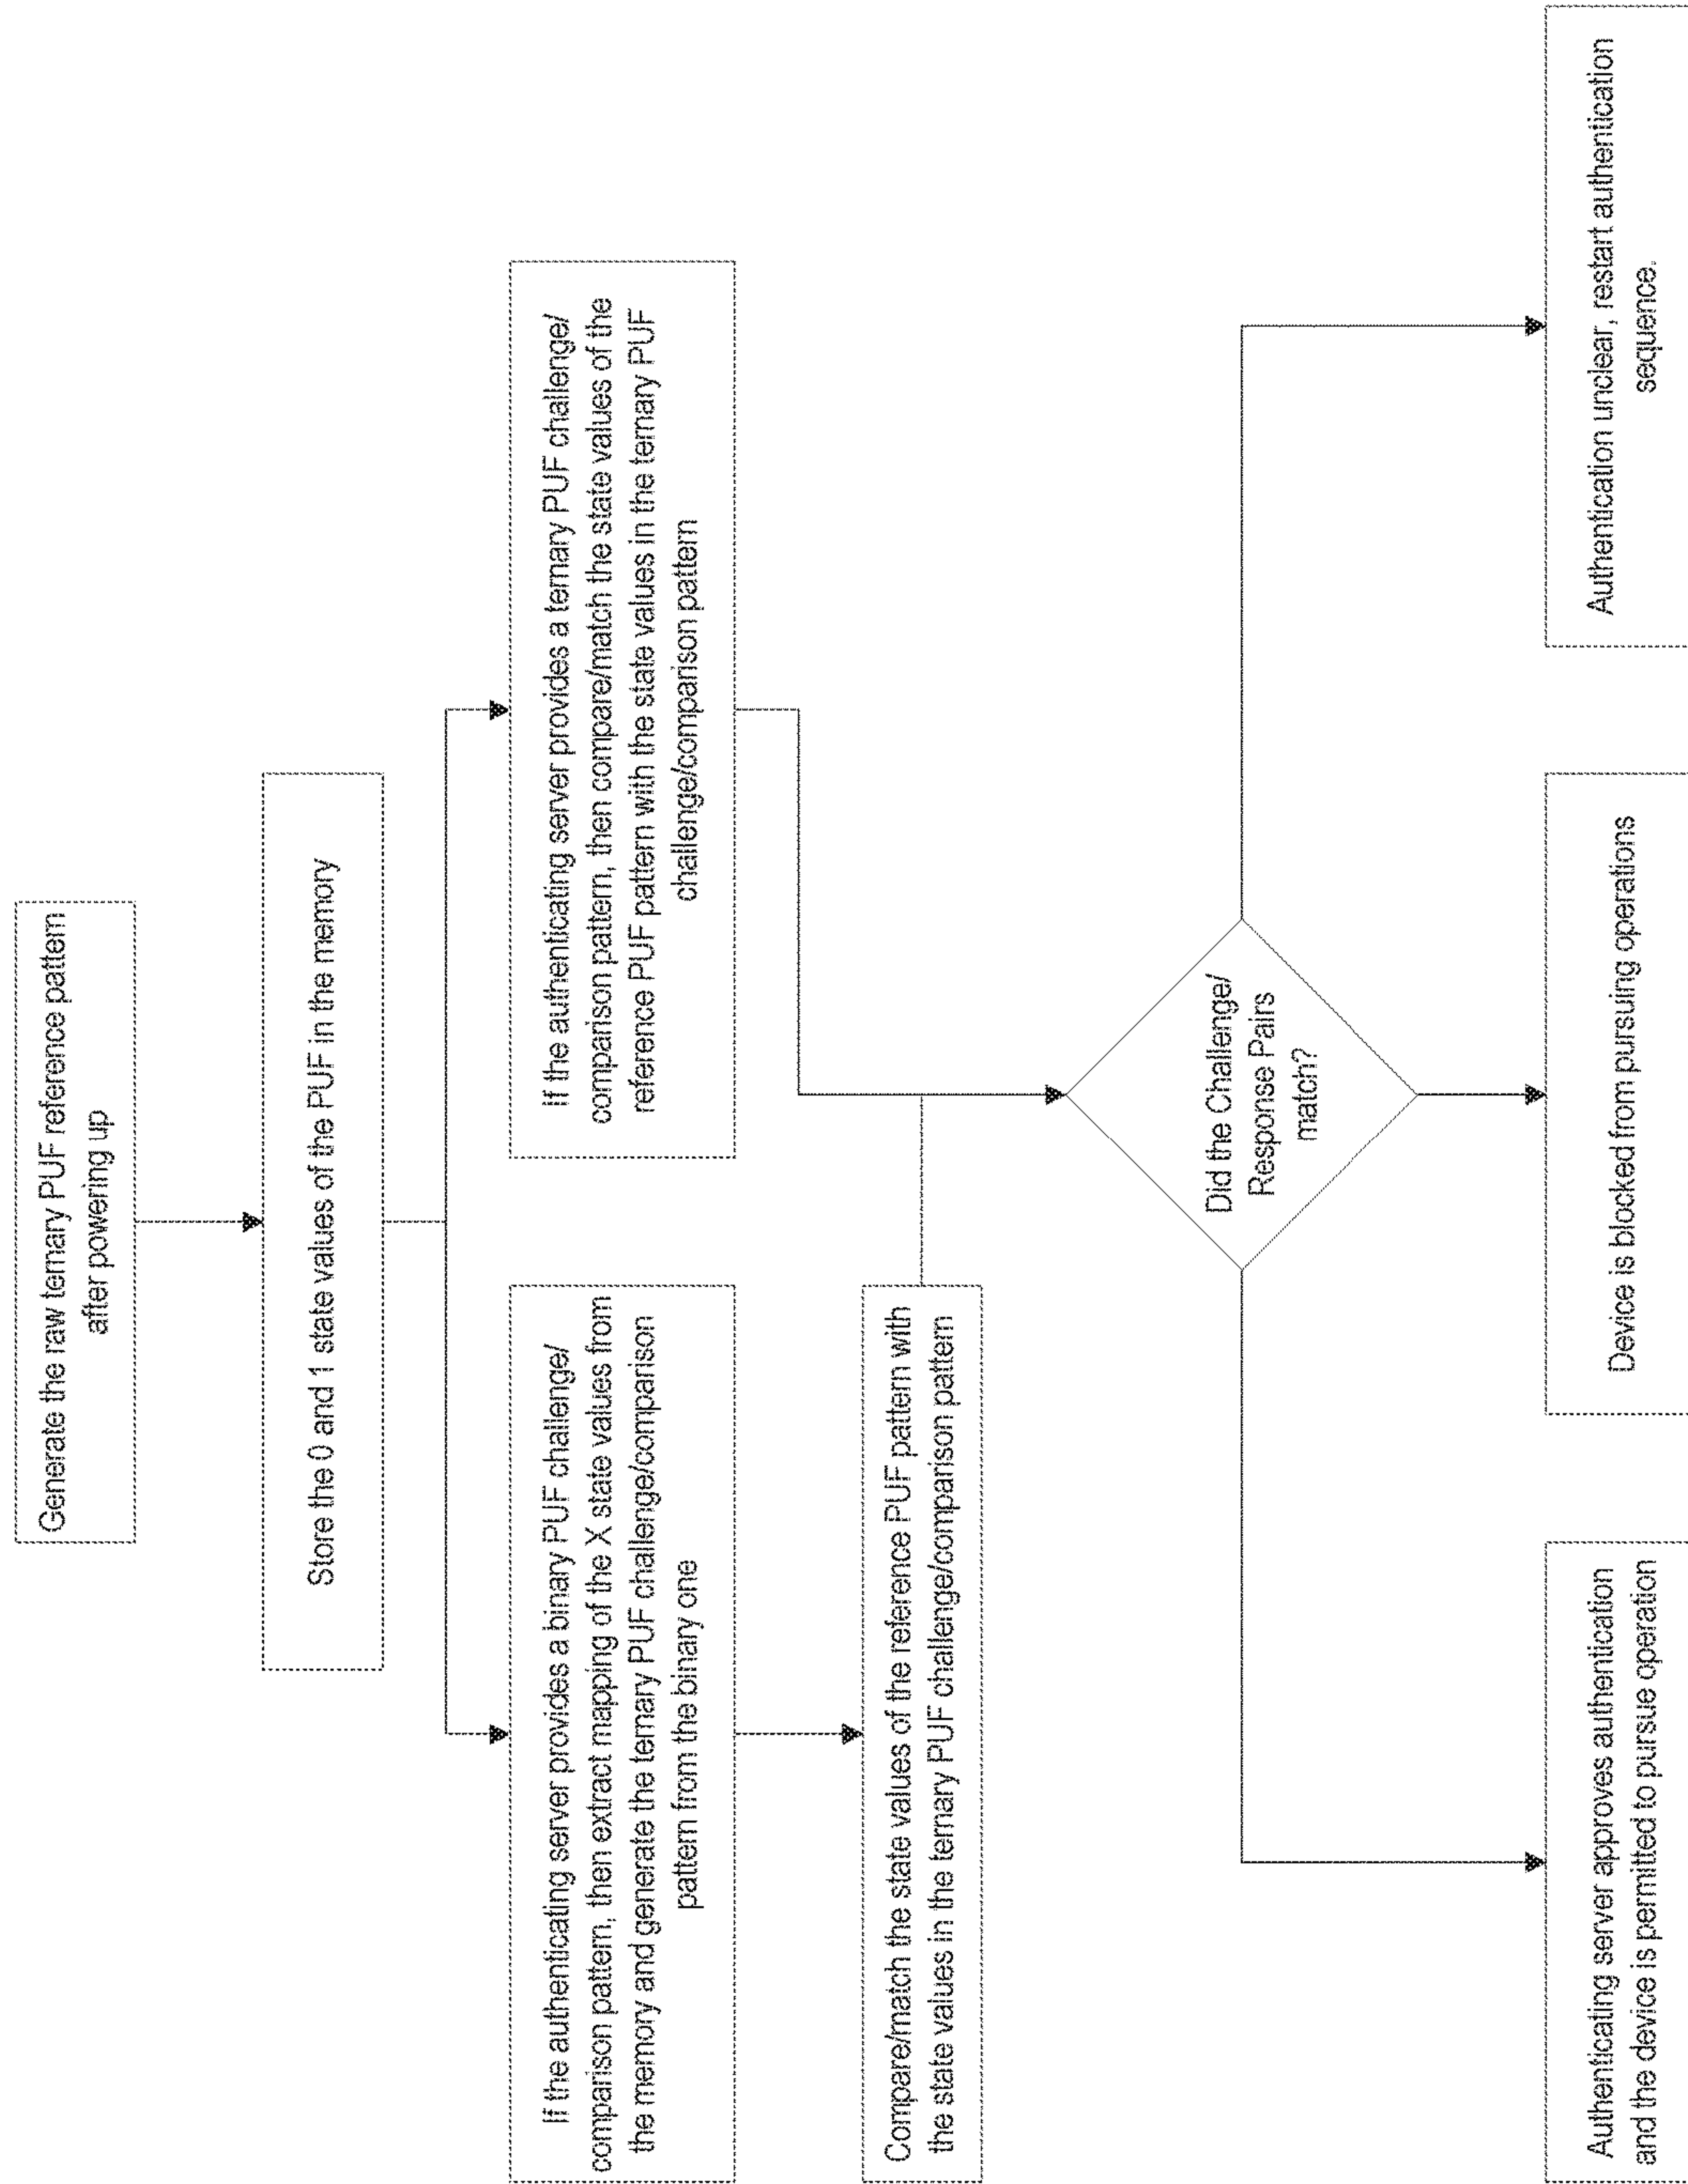 Generate the raw ternary PUF reference pattern
after powering up
Store the 0 and 1 state values of the PUF in the memory
If the authenticating server provides a binary PUF challenge/
comparison pattern, then extract mapping of the X state values from
the memory and generate the ternary PUF challenge/comparison
pattern from the binary one
If the authenticating server provides a ternary PUF challenge/
comparison pattern, then compare/match the state values of the
reference PUF pattern with the state values in the ternary PUF
challenge/comparison pattern
Compare/match the state values of the reference PUF pattern with
the state values in the ternary PUF challenge/comparison pattern
Did the Challenge/
Response Pairs
match?
Authenticating server approves authentication
and the device is permitted to pursue operation
Device is blocked from pursuing operations
Authentication unclear, restart authentication
sequence.